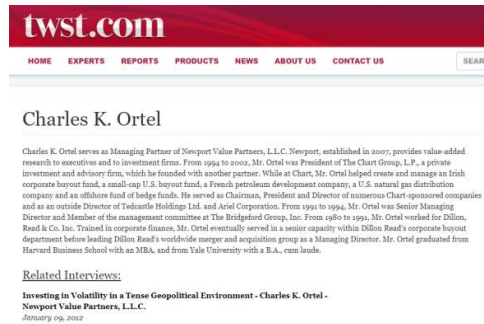 twst.com
HOME EXPERTS REPORTS PRODUCTS NEWS ABOUT US CONTACT US SEAR
Charles K. Ortel
Charles K. Ortel serves as Managing Partner of Newport Value Partners, L.L.C. Newport, established in 2007, provides value-added
research to executives and to investment firms. From 1994 to 2002, Mr. Ortel was President of The Chart Group, L.P., a private
investment and advisory firm, which he founded with another partner. While at Chart, Mr. Ortel helped create and manage an Irish
corporate buyout fund, a small-cap U.S. buyout fund, a French petroleum development company, a U.S. natural gas distribution
company and an offshore fund of hedge funds. He served as Chairman, President and Director of numerous Chart-sponsored companies
and as an outside Director of Tedcastle Holdings Ltd. and Ariel Corporation. From 1991 to 1994, Mr. Ortel was Senior Managing
Director and Member of the management committee at The Bridgeford Group, Inc. From 1980 to 1991, Mr. Ortel worked for Dillon,
Read & Co. Inc. Trained in corporate finance, Mr. Ortel eventually served in a senior capacity within Dillon Read's corporate buyout
department before leading Dillon Read's worldwide merger and acquisition group as a Managing Director. Mr. Ortel graduated from
Harvard Business School with an MBA, and from Yale University with a B.A., cum laude.
Related Interviews:
Investing in Volatility in a Tense Geopolitical Environment - Charles K. Ortel -
Newport Value Partners, L.L.C.
January 09, 2012